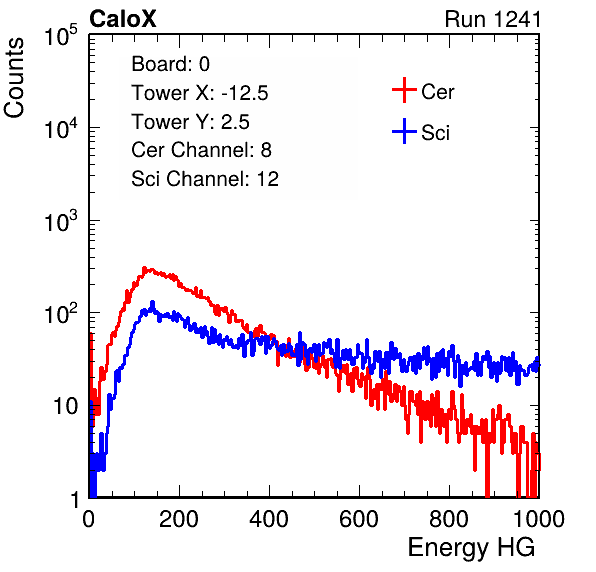 CaloX Run 1241
Counts
10^5
10^4
10^3
10^2
10
1
Board: 0
Tower X: -12.5
Tower Y: 2.5
Cer Channel: 8
Sci Channel: 12
Cer
Sci
0 200 400 600 800 1000
Energy HG